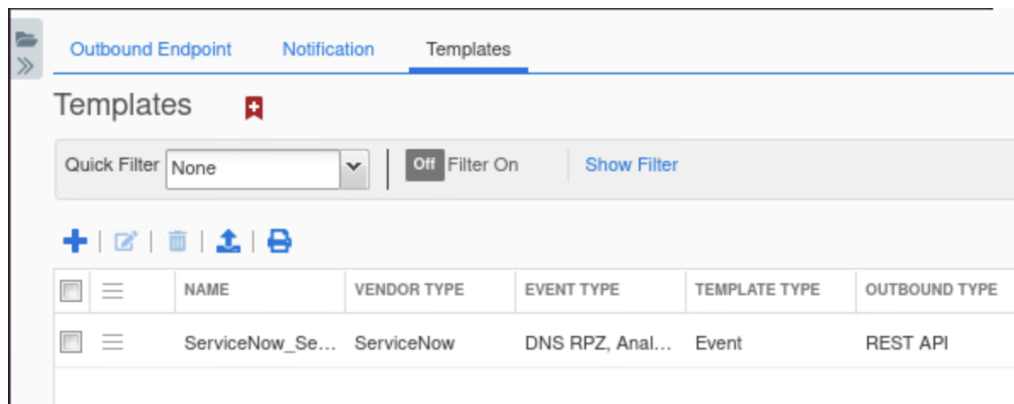 Outbound Endpoint Notification Templates
Templates
Quick Filter None Off Filter On Show Filter
NAME VENDOR TYPE EVENT TYPE TEMPLATE TYPE OUTBOUND TYPE
ServiceNow_Se... ServiceNow DNS RPZ, Anal... Event REST API